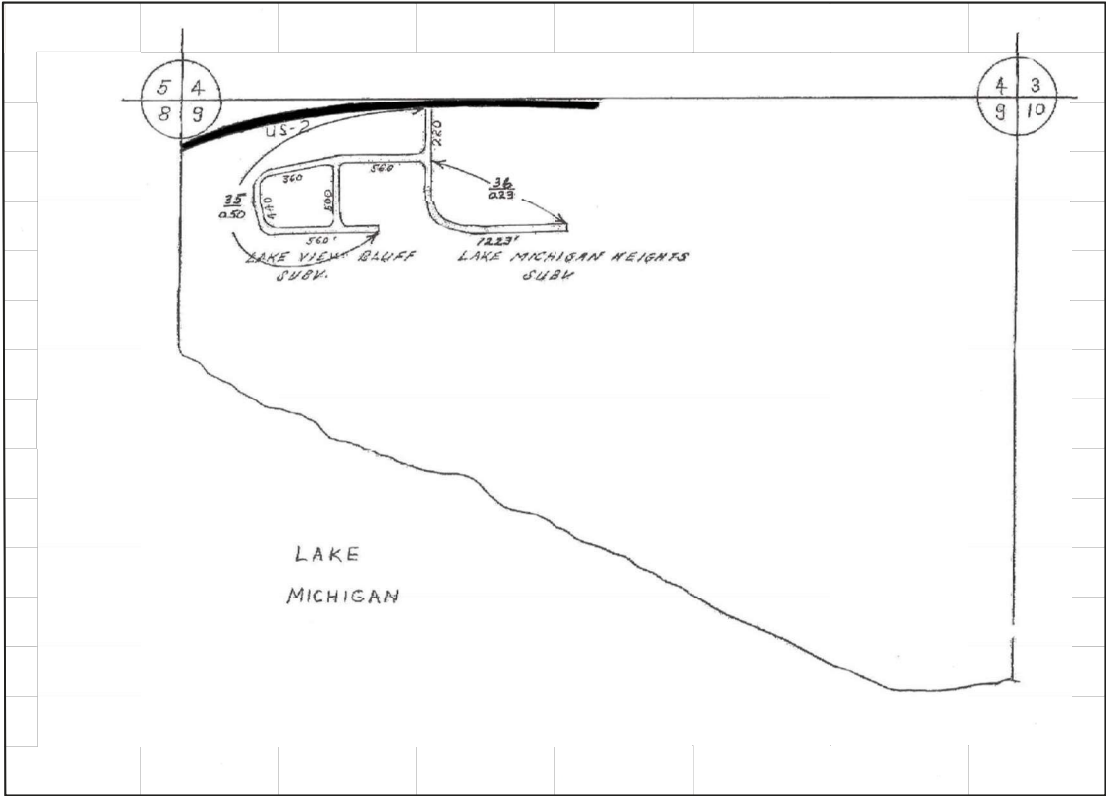 5 4
8 9
4 3
9 10
US-2
220
360
560
35
0.50
440
500
36
0.23
560'
1223'
LAKE VIEW BLUFF
SUBV.
LAKE MICHIGAN HEIGHTS
SUBV
LAKE
MICHIGAN